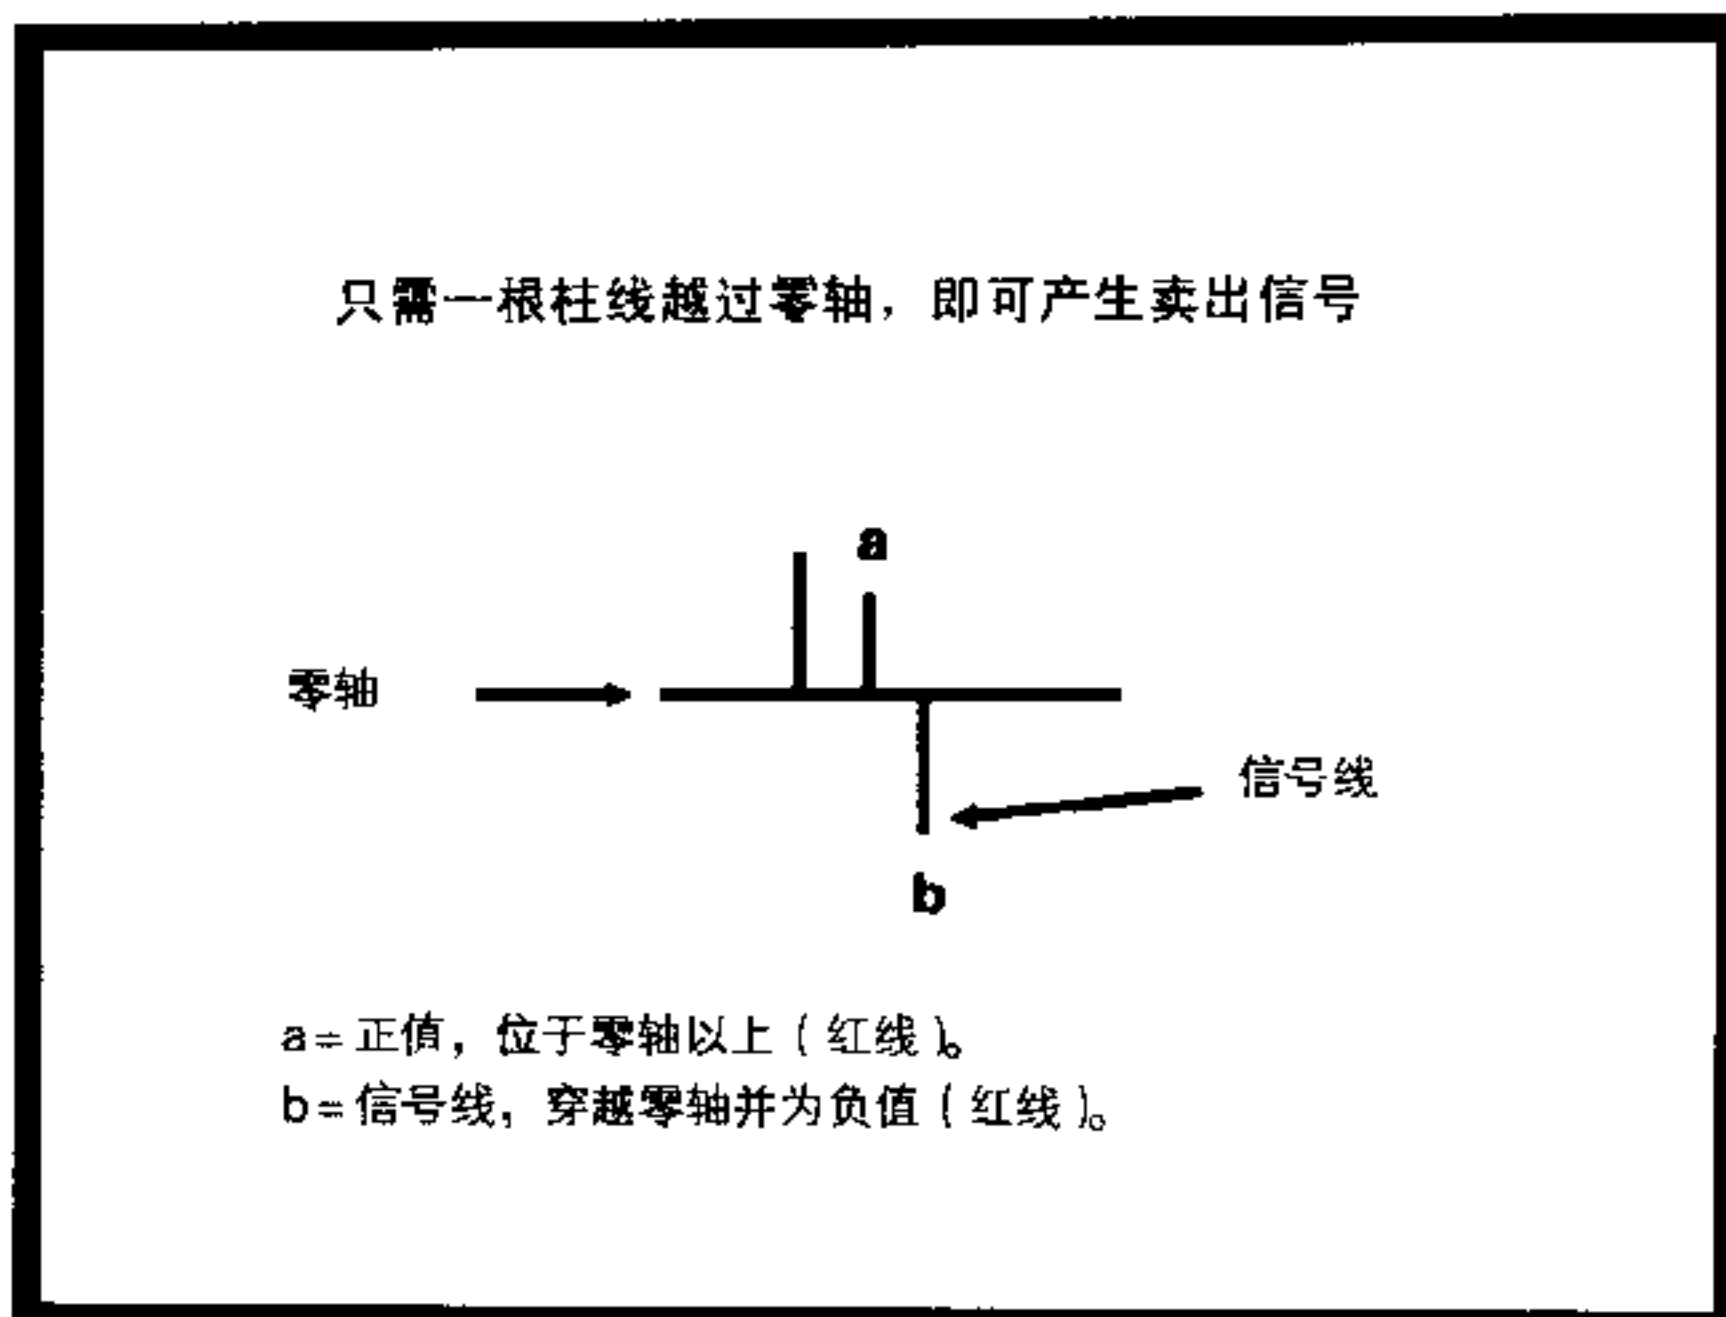 只需一根柱线越过零轴，即可产生卖出信号
a
零轴
信号线
b
a=正值，位于零轴以上（红线）。
b=信号线，穿越零轴并为负值（红线）。